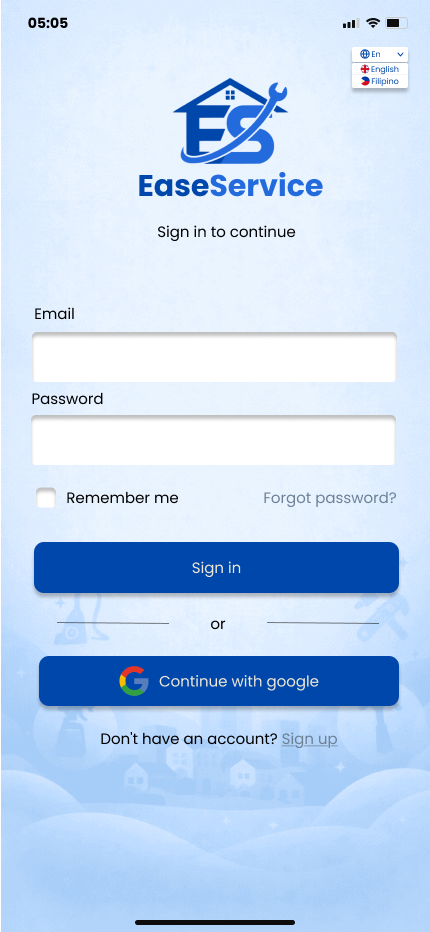 05:05
En
English
Filipino
ES
EaseService
Sign in to continue
Email
Password
Remember me
Forgot password?
Sign in
or
Continue with google
Don't have an account? Sign up